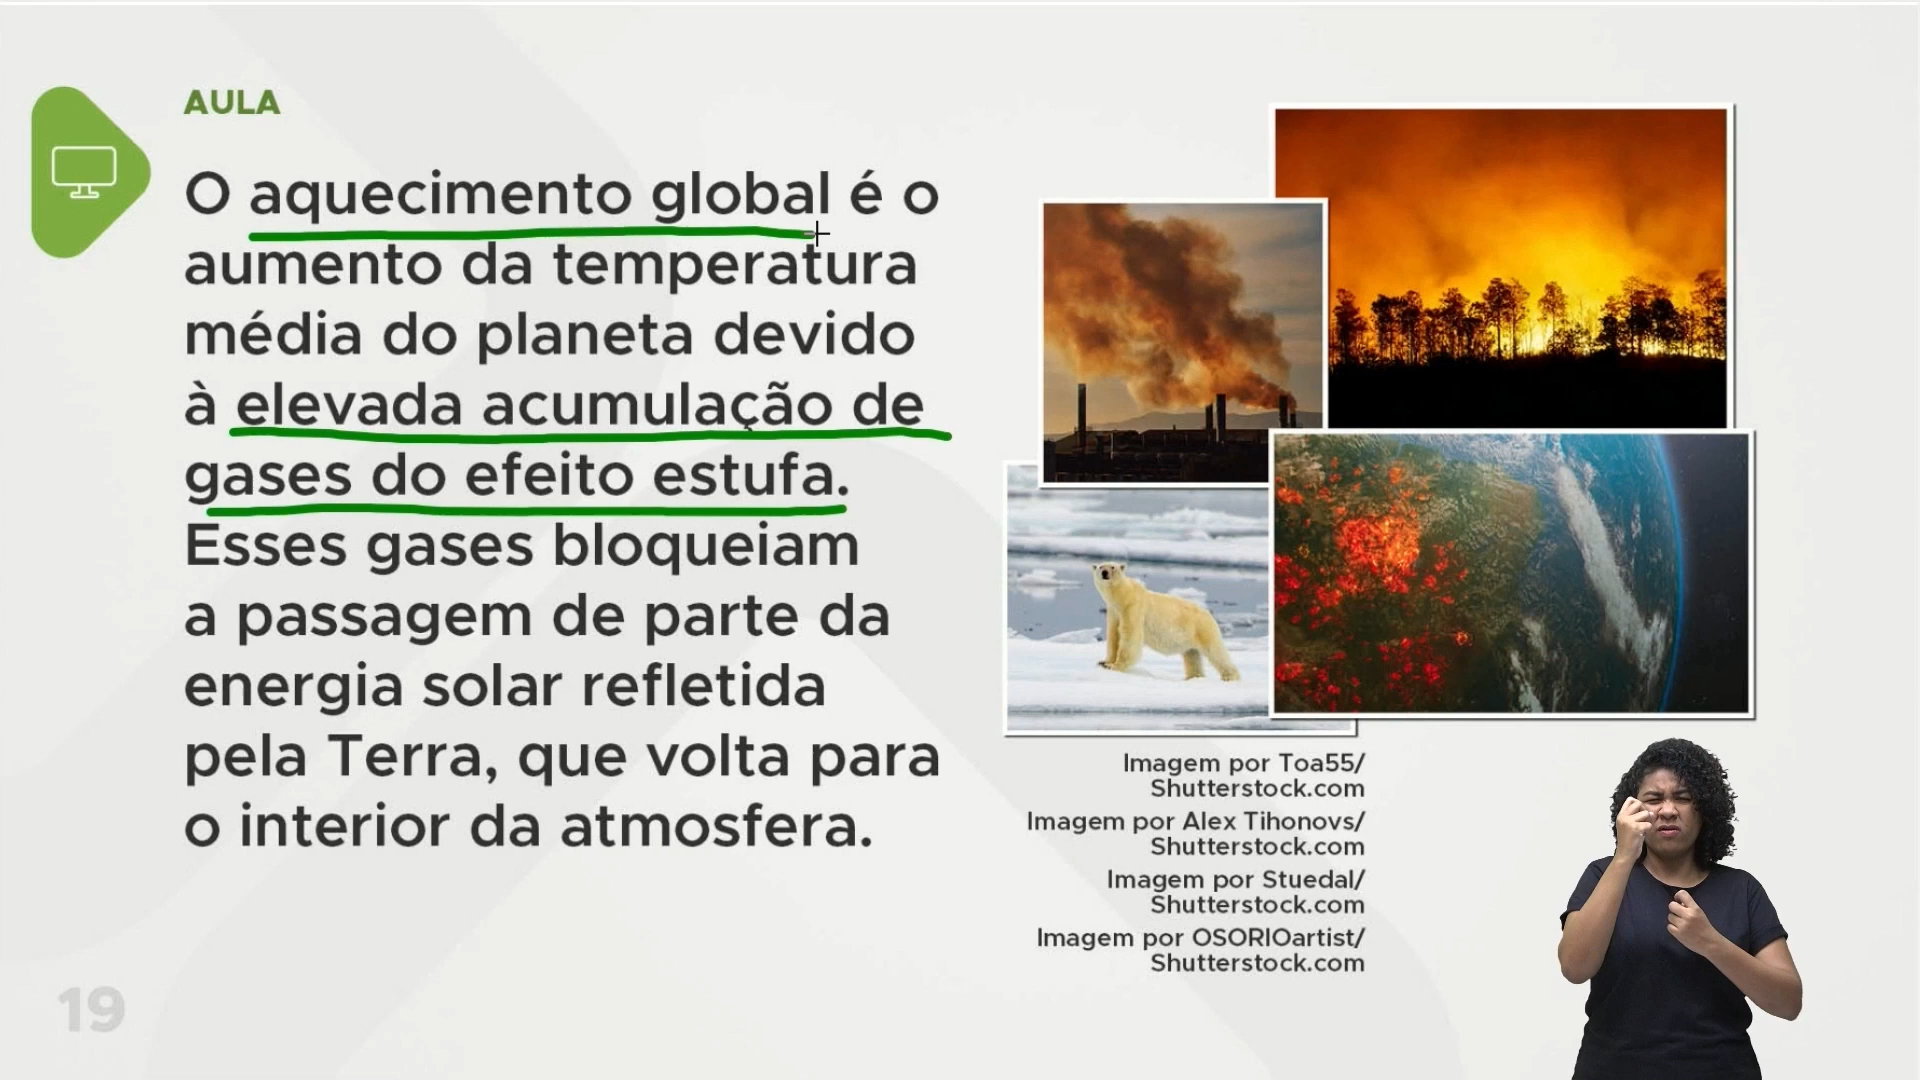 AULA
O aquecimento global é o
aumento da temperatura
média do planeta devido
à elevada acumulação de
gases do efeito estufa.
Esses gases bloqueiam
a passagem de parte da
energia solar refletida
pela Terra, que volta para
o interior da atmosfera.
Imagem por Toa55/
Shutterstock.com
Imagem por Alex Tihonovs/
Shutterstock.com
Imagem por Stuedal/
Shutterstock.com
Imagem por OSORIOartist/
Shutterstock.com
19